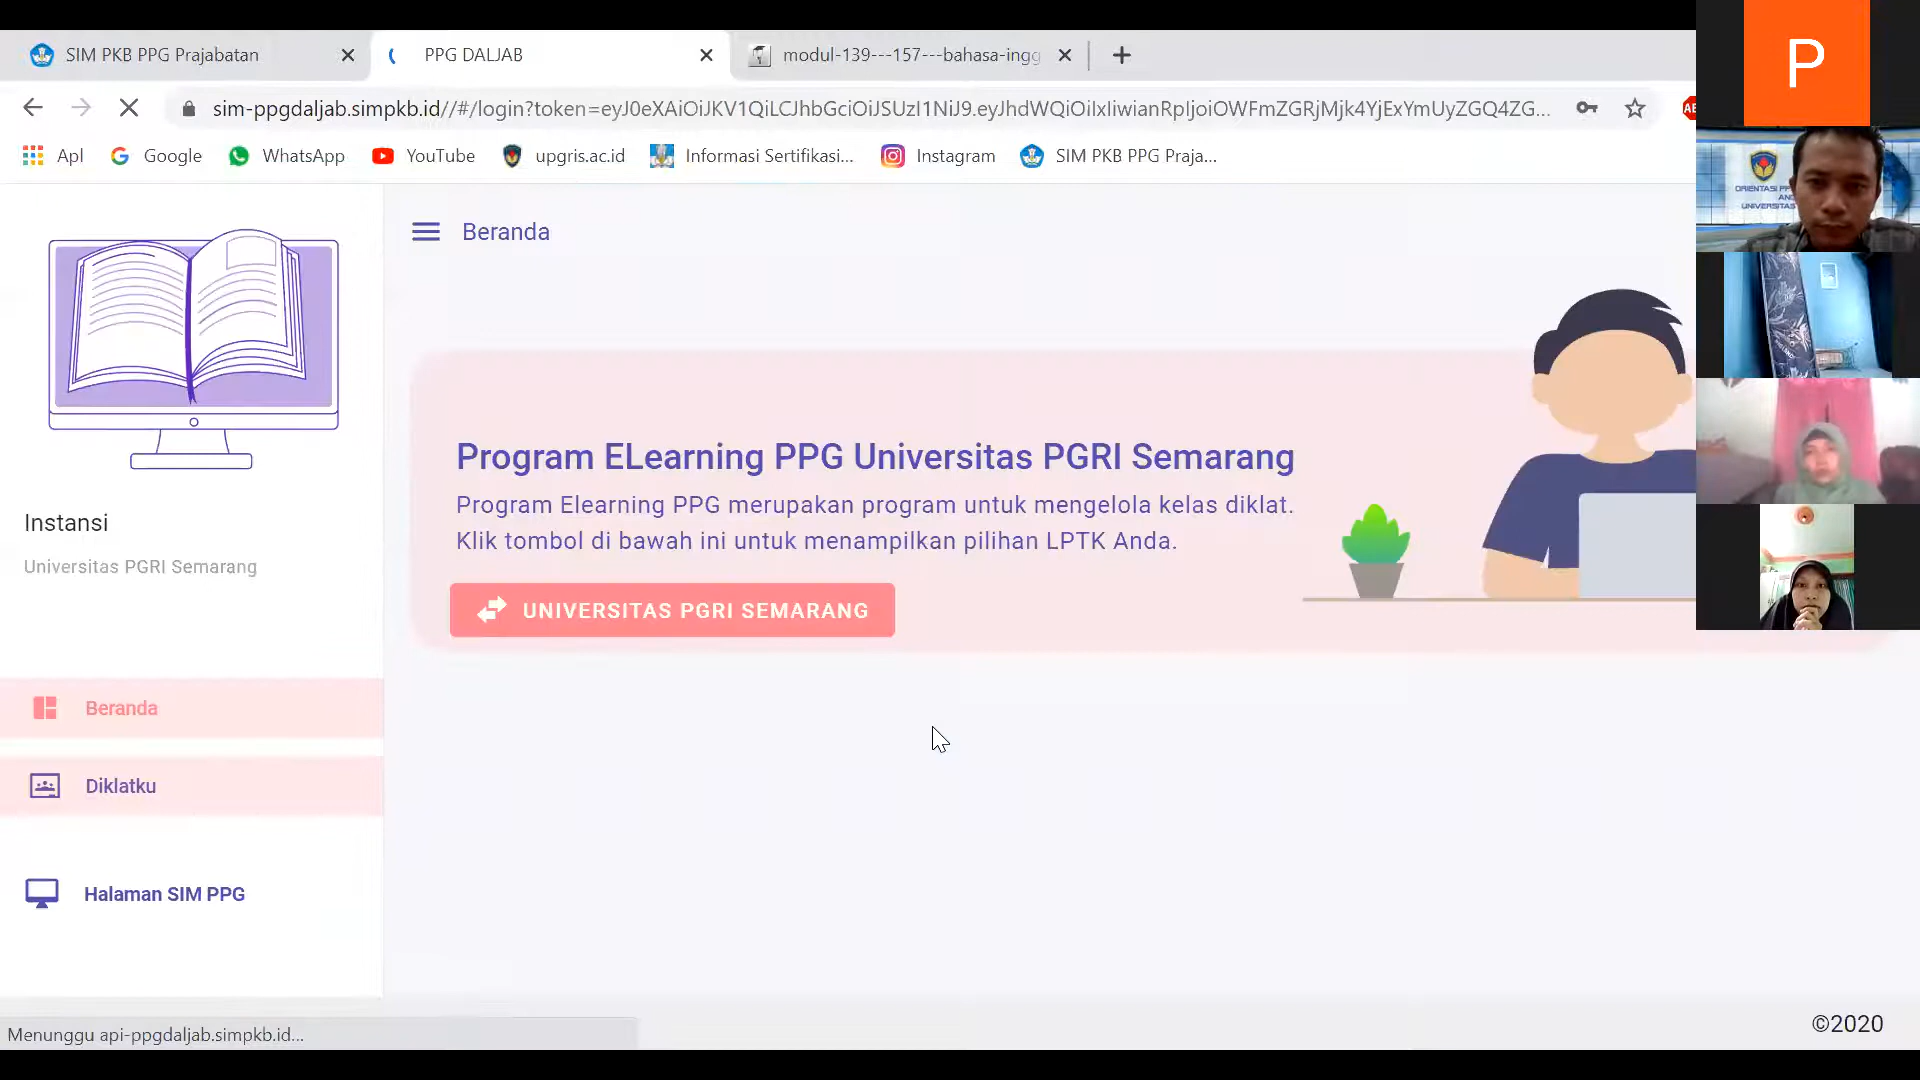 SIM PKB PPG Prajabatan
PPG DALJAB
modul-139---157---bahasa-ingg
sim-ppgdaljab.simpkb.id//#/login?token=eyJ0eXAiOiJKV1QiLCJhbGciOiJSUzI1NiJ9.eyJhdWQiOiIxIiwianRpIjoiOWFmZGRjMjk4YjExYmUyZGQ4ZG...
Apl
Google
WhatsApp
YouTube
upgris.ac.id
Informasi Sertifikasi...
Instagram
SIM PKB PPG Praja...
P
Beranda
Program ELearning PPG Universitas PGRI Semarang
Program Elearning PPG merupakan program untuk mengelola kelas diklat.
Klik tombol di bawah ini untuk menampilkan pilihan LPTK Anda.
UNIVERSITAS PGRI SEMARANG
Instansi
Universitas PGRI Semarang
Beranda
Diklatku
Halaman SIM PPG
Menunggu api-ppgdaljab.simpkb.id...
©2020